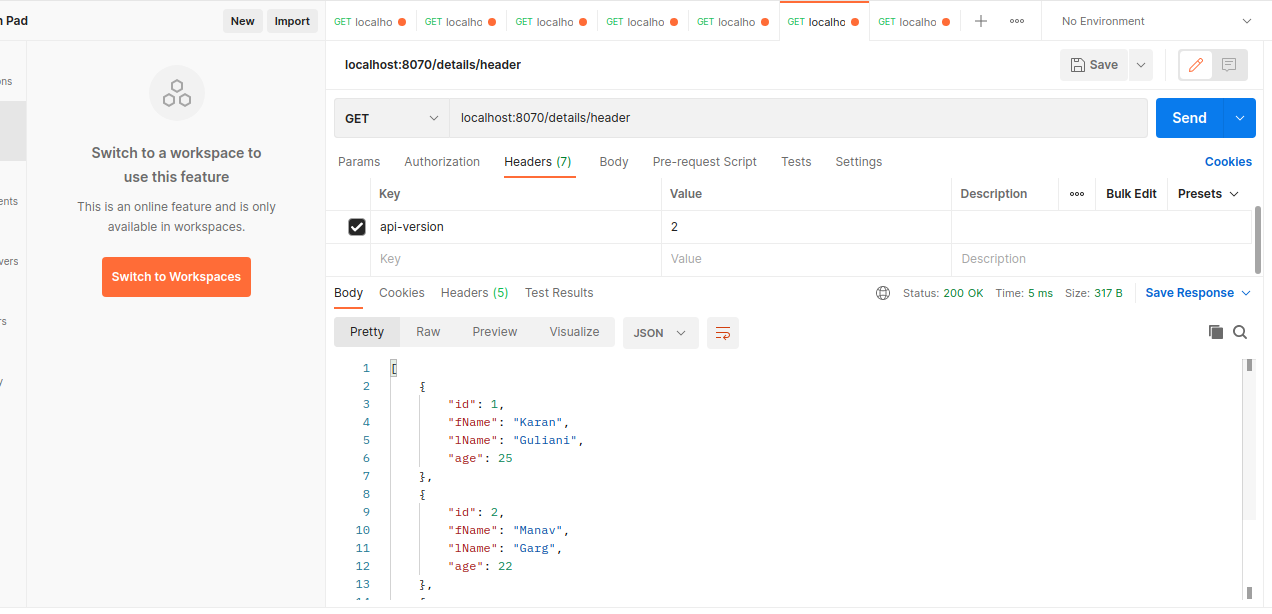 n Pad
New
Import
GET localho
GET localho
GET localho
GET localho
GET localho
GET localho
GET localho
No Environment
ons
ents
vers
rs
y
Switch to a workspace to
use this feature
This is an online feature and is only
available in workspaces.
Switch to Workspaces
localhost:8070/details/header
Save
GET
localhost:8070/details/header
Send
Params Authorization Headers (7) Body Pre-request Script Tests Settings Cookies
Key Value Description Bulk Edit Presets
api-version 2
Key Value Description
Body Cookies Headers (5) Test Results Status: 200 OK Time: 5 ms Size: 317 B Save Response
Pretty Raw Preview Visualize JSON
1 [
2 {
3 "id": 1,
4 "fName": "Karan",
5 "lName": "Guliani",
6 "age": 25
7 },
8 {
9 "id": 2,
10 "fName": "Manav",
11 "lName": "Garg",
12 "age": 22
13 },
14 {